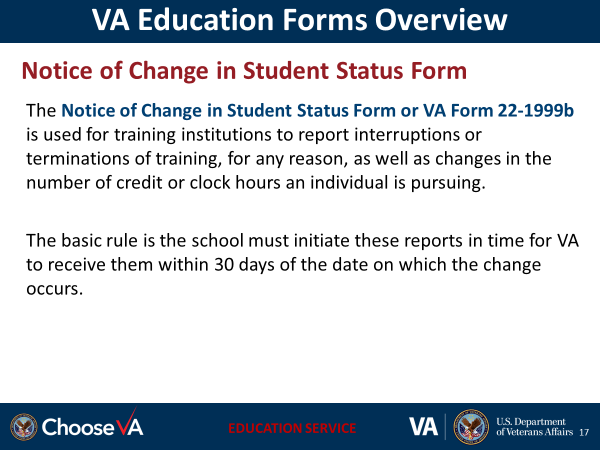 VA Education Forms Overview
Notice of Change in Student Status Form
The Notice of Change in Student Status Form or VA Form 22-1999b
is used for training institutions to report interruptions or
terminations of training, for any reason, as well as changes in the
number of credit or clock hours an individual is pursuing.
The basic rule is the school must initiate these reports in time for VA
to receive them within 30 days of the date on which the change
occurs.
Choose VA
EDUCATION SERVICE
VA
U.S. Department
of Veterans Affairs
17